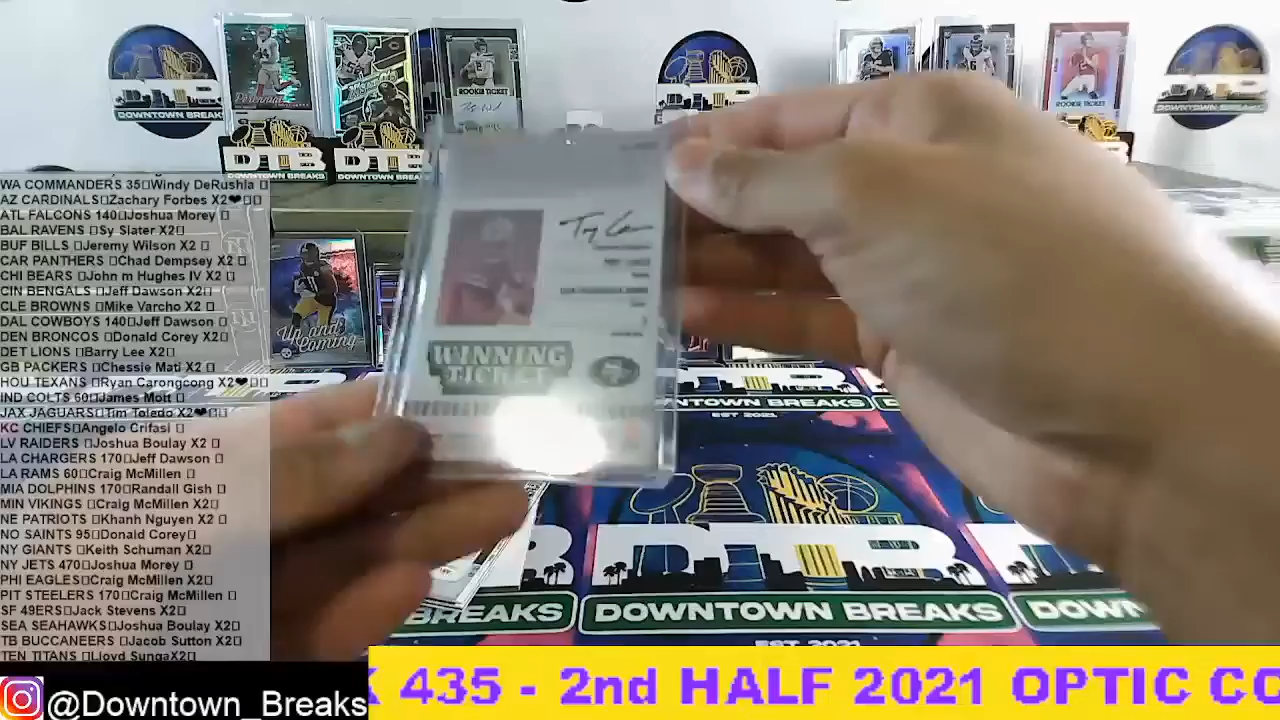 DOWNTOWN BREAKS
DTB
DOWNTOWN BREAKS
DTB
DOWNTOWN BREAKS
ROOKIE TICKET
ROOKIE TICKET
WINNING
TICKET
Up and
Coming
WA COMMANDERS 35 Windy DeRushia
AZ CARDINALS Zachary Forbes X2❤
ATL FALCONS 140 Joshua Morey
BAL RAVENS Sy Slater X2
BUF BILLS Jeremy Wilson X2
CAR PANTHERS Chad Dempsey X2
CHI BEARS John m Hughes IV X2
CIN BENGALS Jeff Dawson X2
CLE BROWNS Mike Varcho X2
DAL COWBOYS 140 Jeff Dawson
DEN BRONCOS Donald Corey X2
DET LIONS Barry Lee X2
GB PACKERS Chessie Mati X2
HOU TEXANS Ryan Carongcong X2❤
IND COLTS 60 James Mott
JAX JAGUARS Tim Toledo X2❤
KC CHIEFS Angelo Crifasi
LV RAIDERS Joshua Boulay X2
LA CHARGERS 170 Jeff Dawson
LA RAMS 60 Craig McMillen
MIA DOLPHINS 170 Randall Gish
MIN VIKINGS Craig McMillen X2
NE PATRIOTS Khanh Nguyen X2
NO SAINTS 95 Donald Corey
NY GIANTS Keith Schuman X2
NY JETS 470 Joshua Morey
PHI EAGLES Craig McMillen X2
PIT STEELERS 170 Craig McMillen
SF 49ERS Jack Stevens X2
SEA SEAHAWKS Joshua Boulay X2
TB BUCCANEERS Jacob Sutton X2
TEN TITANS Lloyd Sunga X2
DOWNTOWN BREAKS
EST 2021
BREAKS
DTB
DOWNTOWN BREAKS
EST 2021
DOWN
@Downtown_Breaks
K 435 - 2nd HALF 2021 OPTIC CO